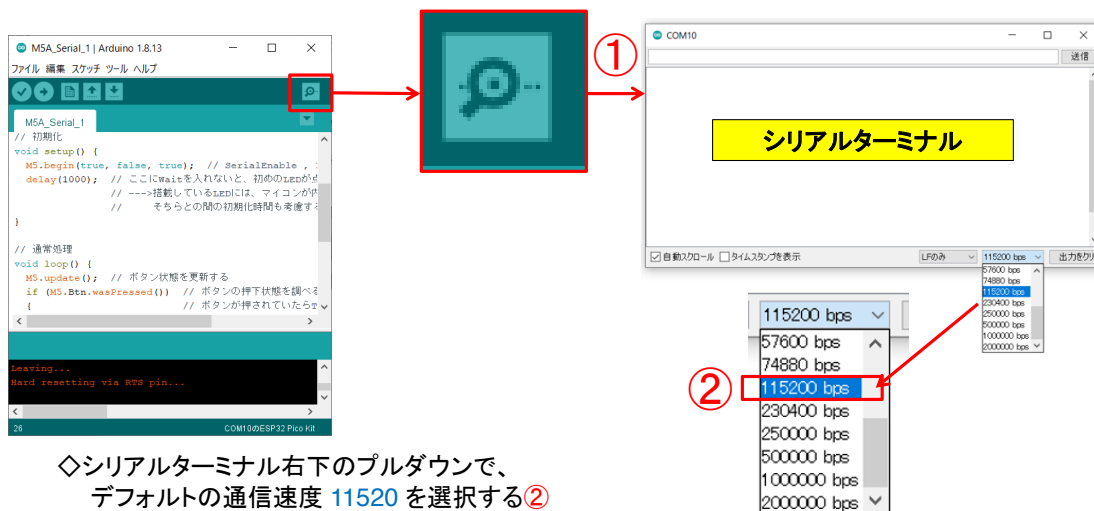 M5A_Serial_1 | Arduino 1.8.13
ファイル 編集 スケッチ ツール ヘルプ
M5A_Serial_1
// 初期化
void setup() {
M5.begin(true, false, true); // SerialEnable ,
delay(1000); // ここにWaitを入れないと、初めのLEDが点
// --->搭載しているLEDには、マイコンが内
// そちらとの間の初期化時間も考慮する
}
// 通常処理
void loop() {
M5.update(); // ボタン状態を更新する
if (M5.Btn.wasPressed()) // ボタンの押下状態を調べる
{ // ボタンが押されていたらT
Leaving...
Hard resetting via RTS pin...
26
COM10のESP32 Pico Kit
①
COM10
送信
シリアルターミナル
自動スクロール タイムスタンプを表示
LFのみ
115200 bps
出力をクリ
57600 bps
74880 bps
115200 bps
230400 bps
250000 bps
500000 bps
1000000 bps
2000000 bps
②
115200 bps
57600 bps
74880 bps
115200 bps
230400 bps
250000 bps
500000 bps
1000000 bps
2000000 bps
◇シリアルターミナル右下のプルダウンで、
デフォルトの通信速度 11520 を選択する②